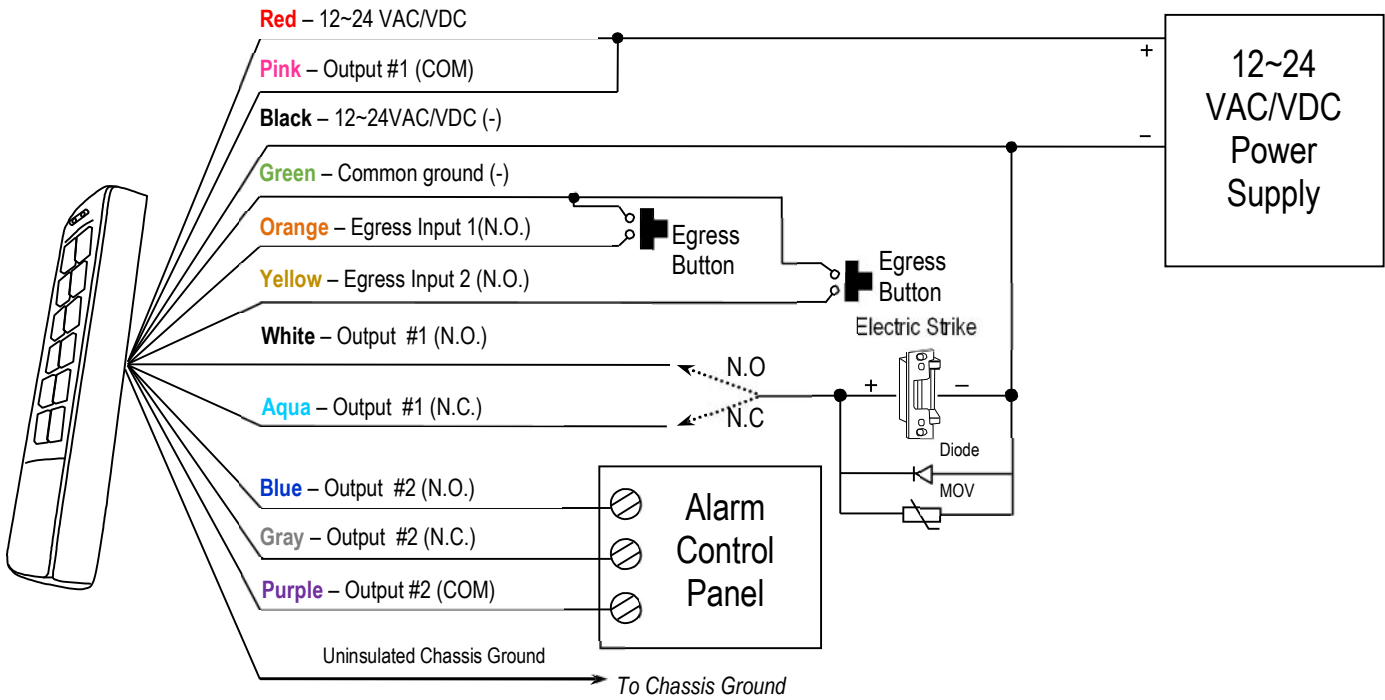 Red – 12~24 VAC/VDC
Pink – Output #1 (COM)
Black – 12~24VAC/VDC (-)
Green – Common ground (-)
Orange – Egress Input 1(N.O.)
Yellow – Egress Input 2 (N.O.)
White – Output #1 (N.O.)
Aqua – Output #1 (N.C.)
Blue – Output #2 (N.O.)
Gray – Output #2 (N.C.)
Purple – Output #2 (COM)
Uninsulated Chassis Ground
To Chassis Ground
Egress
Button
Egress
Button
Electric Strike
N.O
N.C
+
–
Diode
MOV
Alarm
Control
Panel
+
–
12~24
VAC/VDC
Power
Supply